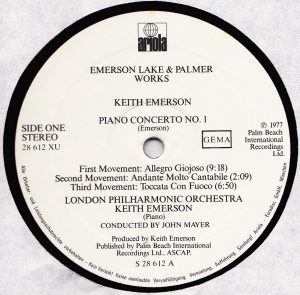 ariola
EMERSON LAKE & PALMER
WORKS
KEITH EMERSON
PIANO CONCERTO NO. 1
(Emerson)
SIDE ONE
STEREO
28 612 XU
GEMA
℗ 1977
Palm Beach
International
Recordings
Ltd.
First Movement: Allegro Giojoso (9:18)
Second Movement: Andante Molto Cantabile (2:09)
Third Movement: Toccata Con Fuoco (6:50)
LONDON PHILHARMONIC ORCHESTRA
KEITH EMERSON
(Piano)
CONDUCTED BY JOHN MAYER
Produced by Keith Emerson
Published by Palm Beach International
Recordings Ltd., ASCAP.
S 28 612 A